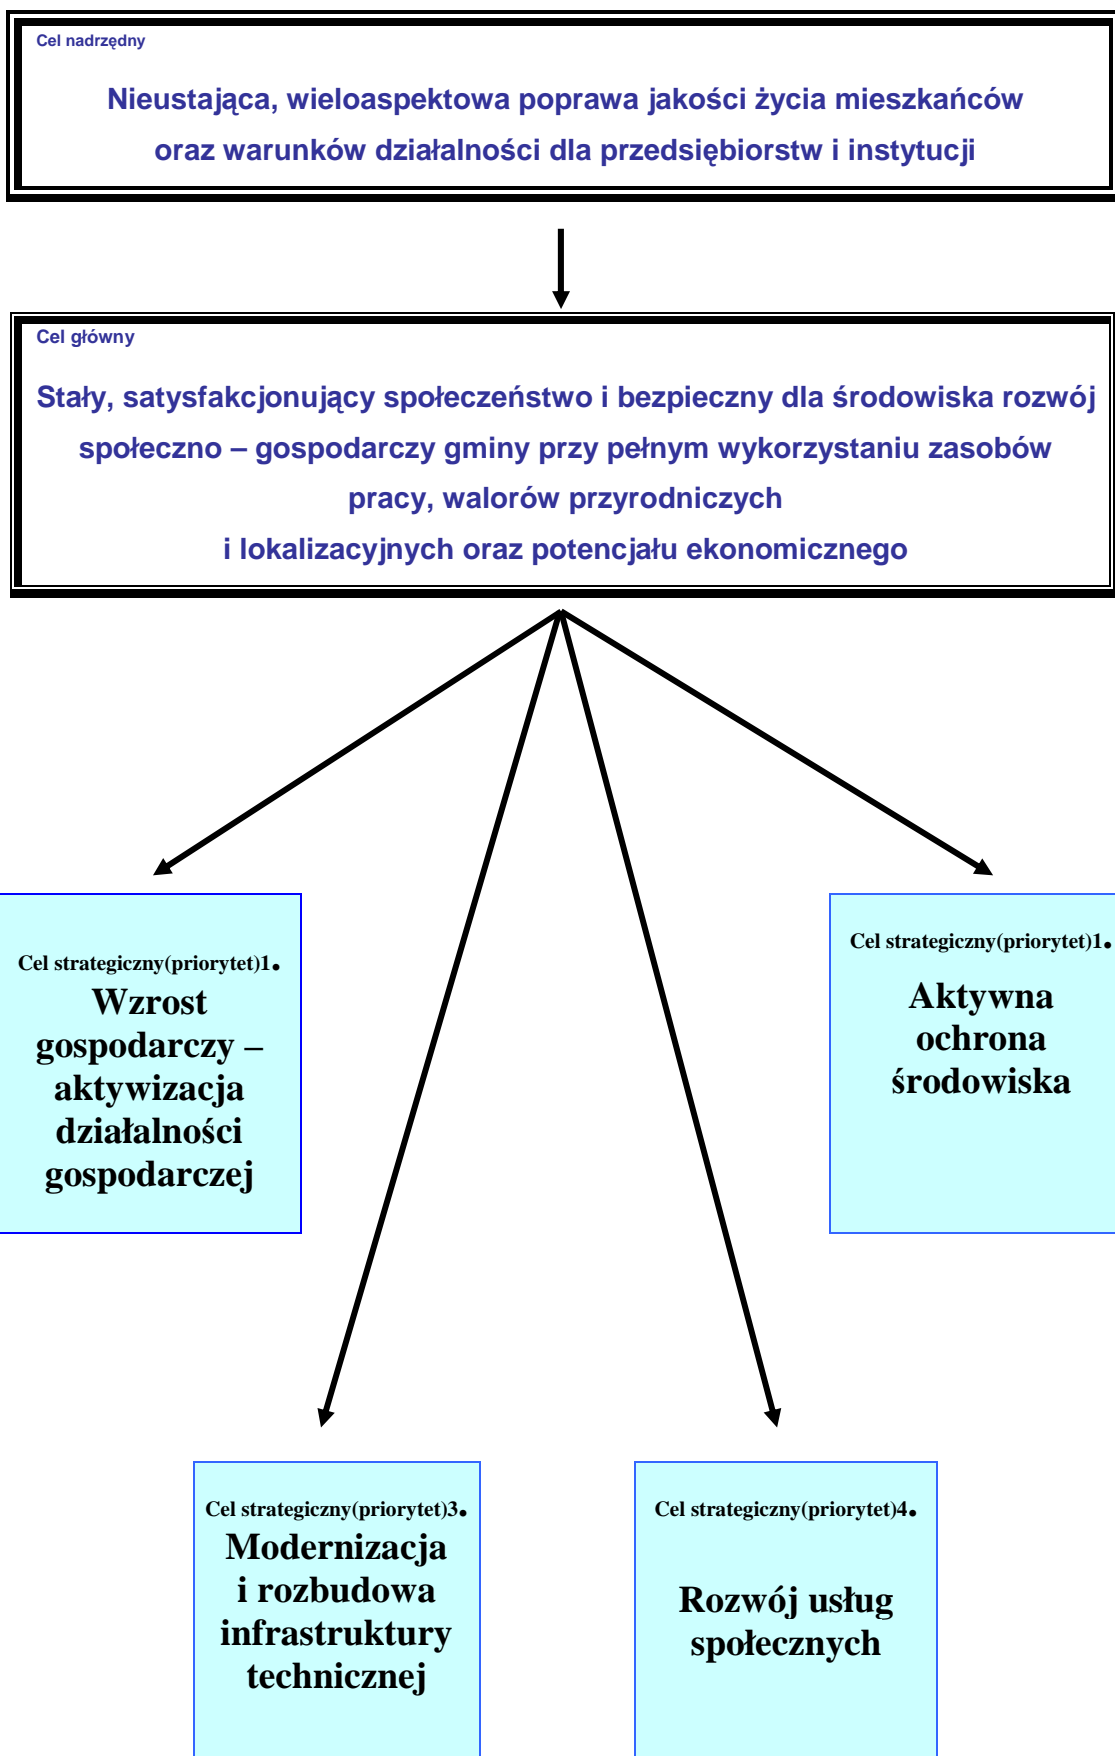 Cel nadrzędny
Nieustająca, wieloaspektowa poprawa jakości życia mieszkańców
oraz warunków działalności dla przedsiębiorstw i instytucji
Cel główny
Stały, satysfakcjonujący społeczeństwo i bezpieczny dla środowiska rozwój
społeczno – gospodarczy gminy przy pełnym wykorzystaniu zasobów
pracy, walorów przyrodniczych
i lokalizacyjnych oraz potencjału ekonomicznego
Cel strategiczny(priorytet)1.
Wzrost
gospodarczy –
aktywizacja
działalności
gospodarczej
Cel strategiczny(priorytet)1.
Aktywna
ochrona
środowiska
Cel strategiczny(priorytet)3.
Modernizacja
i rozbudowa
infrastruktury
technicznej
Cel strategiczny(priorytet)4.
Rozwój usług
społecznych